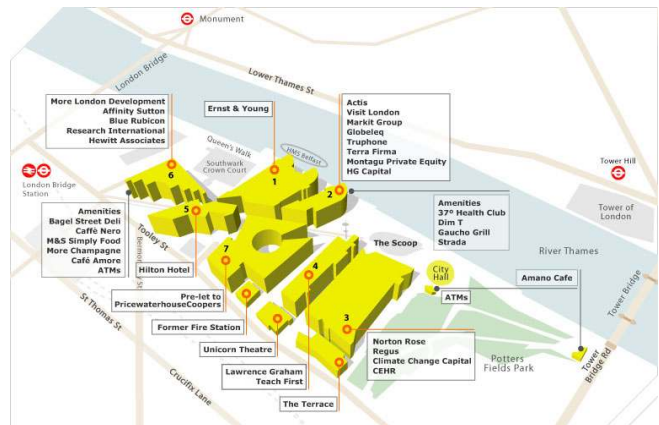 Monument
London Bridge
Lower Thames St
More London Development
Affinity Sutton
Blue Rubicon
Research International
Hewitt Associates
Ernst & Young
Actis
Visit London
Markit Group
Globeleq
Truphone
Terra Firma
Montagu Private Equity
HG Capital
Queen's Walk
HMS Belfast
Southwark
Crown Court
Tower Hill
London Bridge
Station
6
1
2
5
Amenities
37º Health Club
Dim T
Gaucho Grill
Strada
Tower of
London
Amenities
Bagel Street Deli
Caffè Nero
M&S Simply Food
More Champagne
Café Amore
ATMs
Tooley St
Hilton Hotel
7
4
The Scoop
River Thames
City
Hall
Amano Cafe
ATMs
Tower Bridge
Pre-let to
PricewaterhouseCoopers
Former Fire Station
St Thomas St
Unicorn Theatre
3
Norton Rose
Regus
Climate Change Capital
CEHR
Potters
Fields Park
Tower
Bridge Rd
Lawrence Graham
Teach First
Crucifix Lane
The Terrace